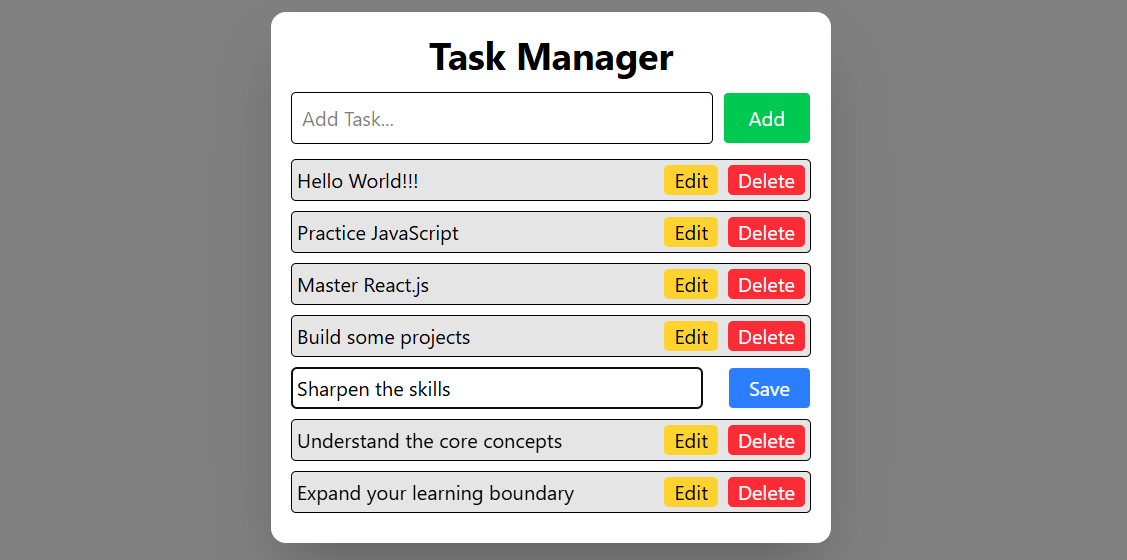 Task Manager
Add Task... Add
Hello World!!! Edit Delete
Practice JavaScript Edit Delete
Master React.js Edit Delete
Build some projects Edit Delete
Sharpen the skills Save
Understand the core concepts Edit Delete
Expand your learning boundary Edit Delete